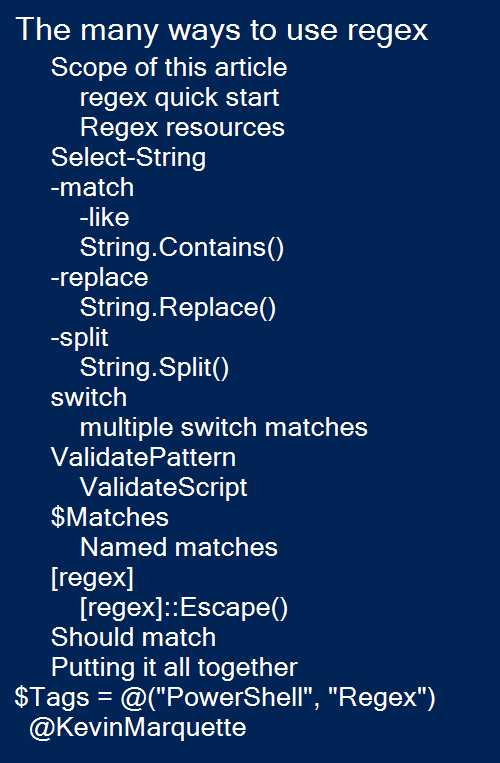 The many ways to use regex
Scope of this article
regex quick start
Regex resources
Select-String
-match
-like
String.Contains()
-replace
String.Replace()
-split
String.Split()
switch
multiple switch matches
ValidatePattern
ValidateScript
$Matches
Named matches
[regex]
[regex]::Escape()
Should match
Putting it all together
$Tags = @("PowerShell", "Regex")
@KevinMarquette